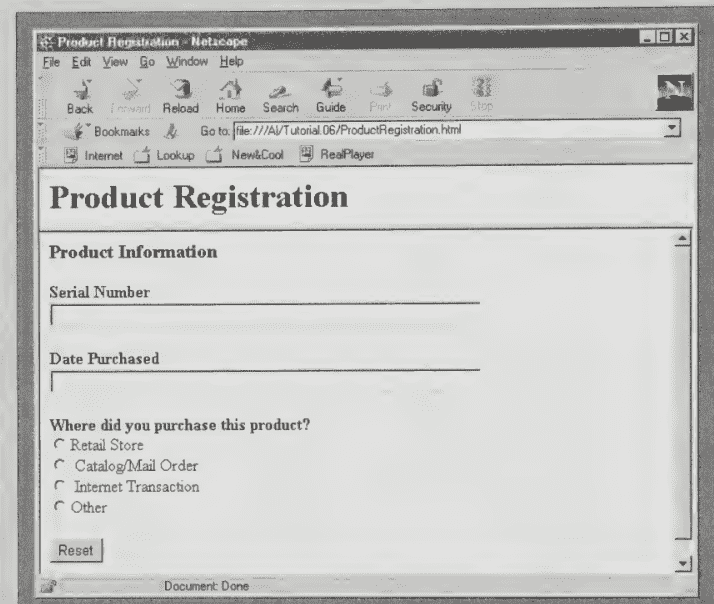 Product Registration - Netscape
File Edit View Go Window Help
Back Forward Reload Home Search Guide Print Security Stop
Bookmarks Go to: file:///A|/Tutorial.06/ProductRegistration.html
Internet Lookup New&Cool RealPlayer
Product Registration
Product Information
Serial Number
Date Purchased
Where did you purchase this product?
Retail Store
Catalog/Mail Order
Internet Transaction
Other
Reset
Document: Done